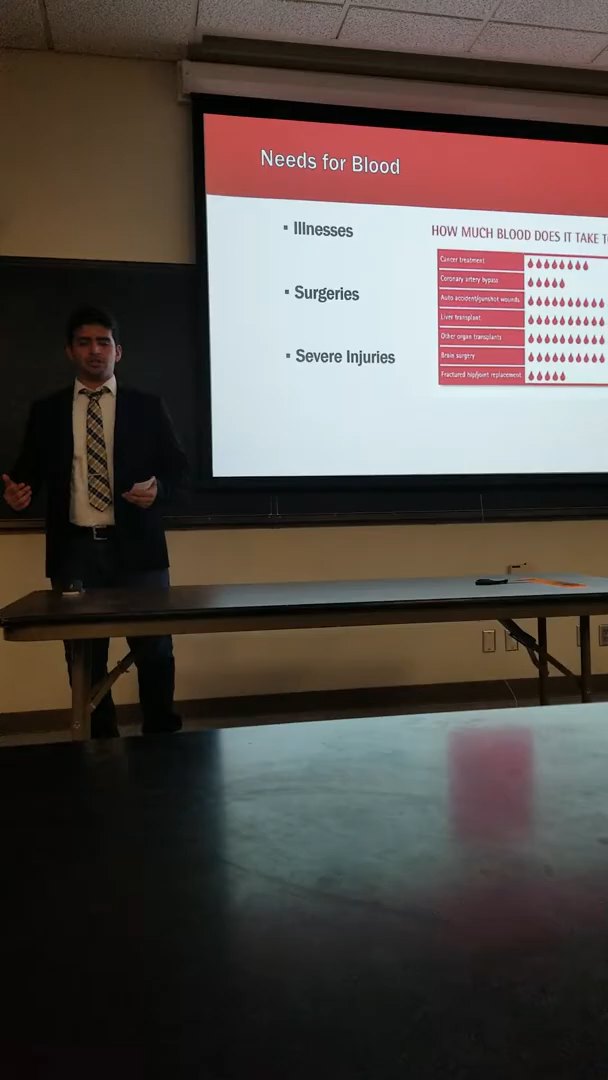 Needs for Blood
▪ Illnesses
▪ Surgeries
▪ Severe Injuries
HOW MUCH BLOOD DOES IT TAKE
Cancer treatment
Coronary artery bypass
Auto accident/gunshot wounds
Liver transplant
Other organ transplants
Brain surgery
Fractured hip/joint replacement